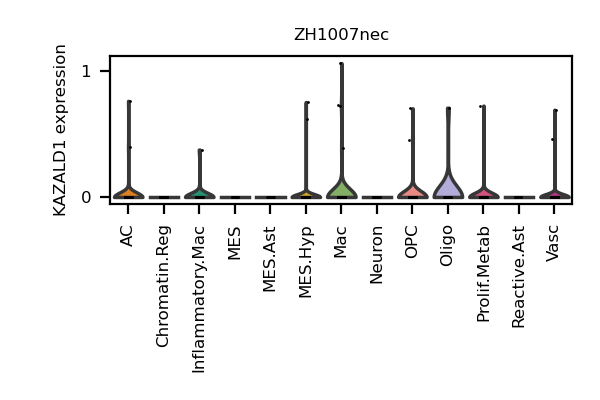 ZH1007nec
KAZALD1 expression
1
0
AC
Chromatin.Reg
Inflammatory.Mac
MES
MES.Ast
MES.Hyp
Mac
Neuron
OPC
Oligo
Prolif.Metab
Reactive.Ast
Vasc